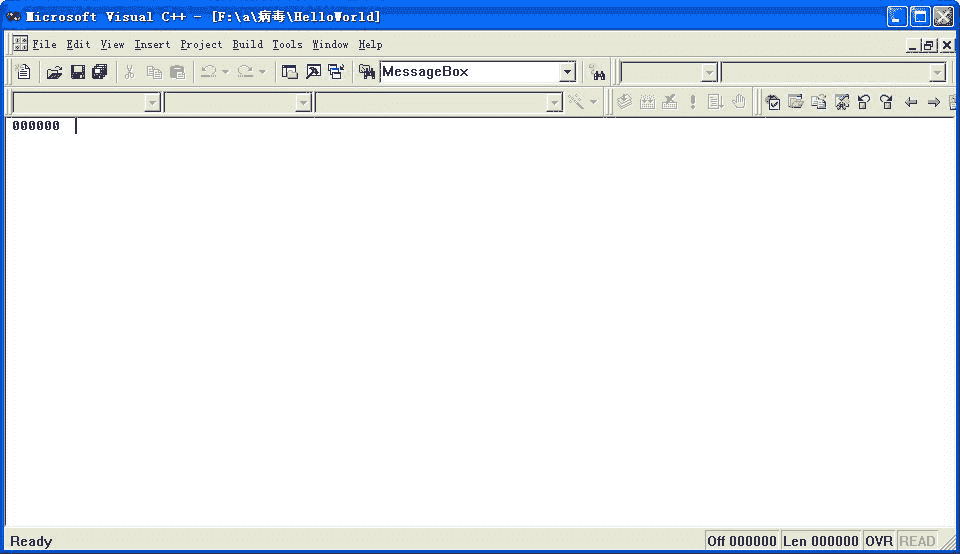 Microsoft Visual C++ - [F:\a\病毒\HelloWorld]
File Edit View Insert Project Build Tools Window Help
MessageBox
000000
Ready Off 000000 Len 000000 OVR READ